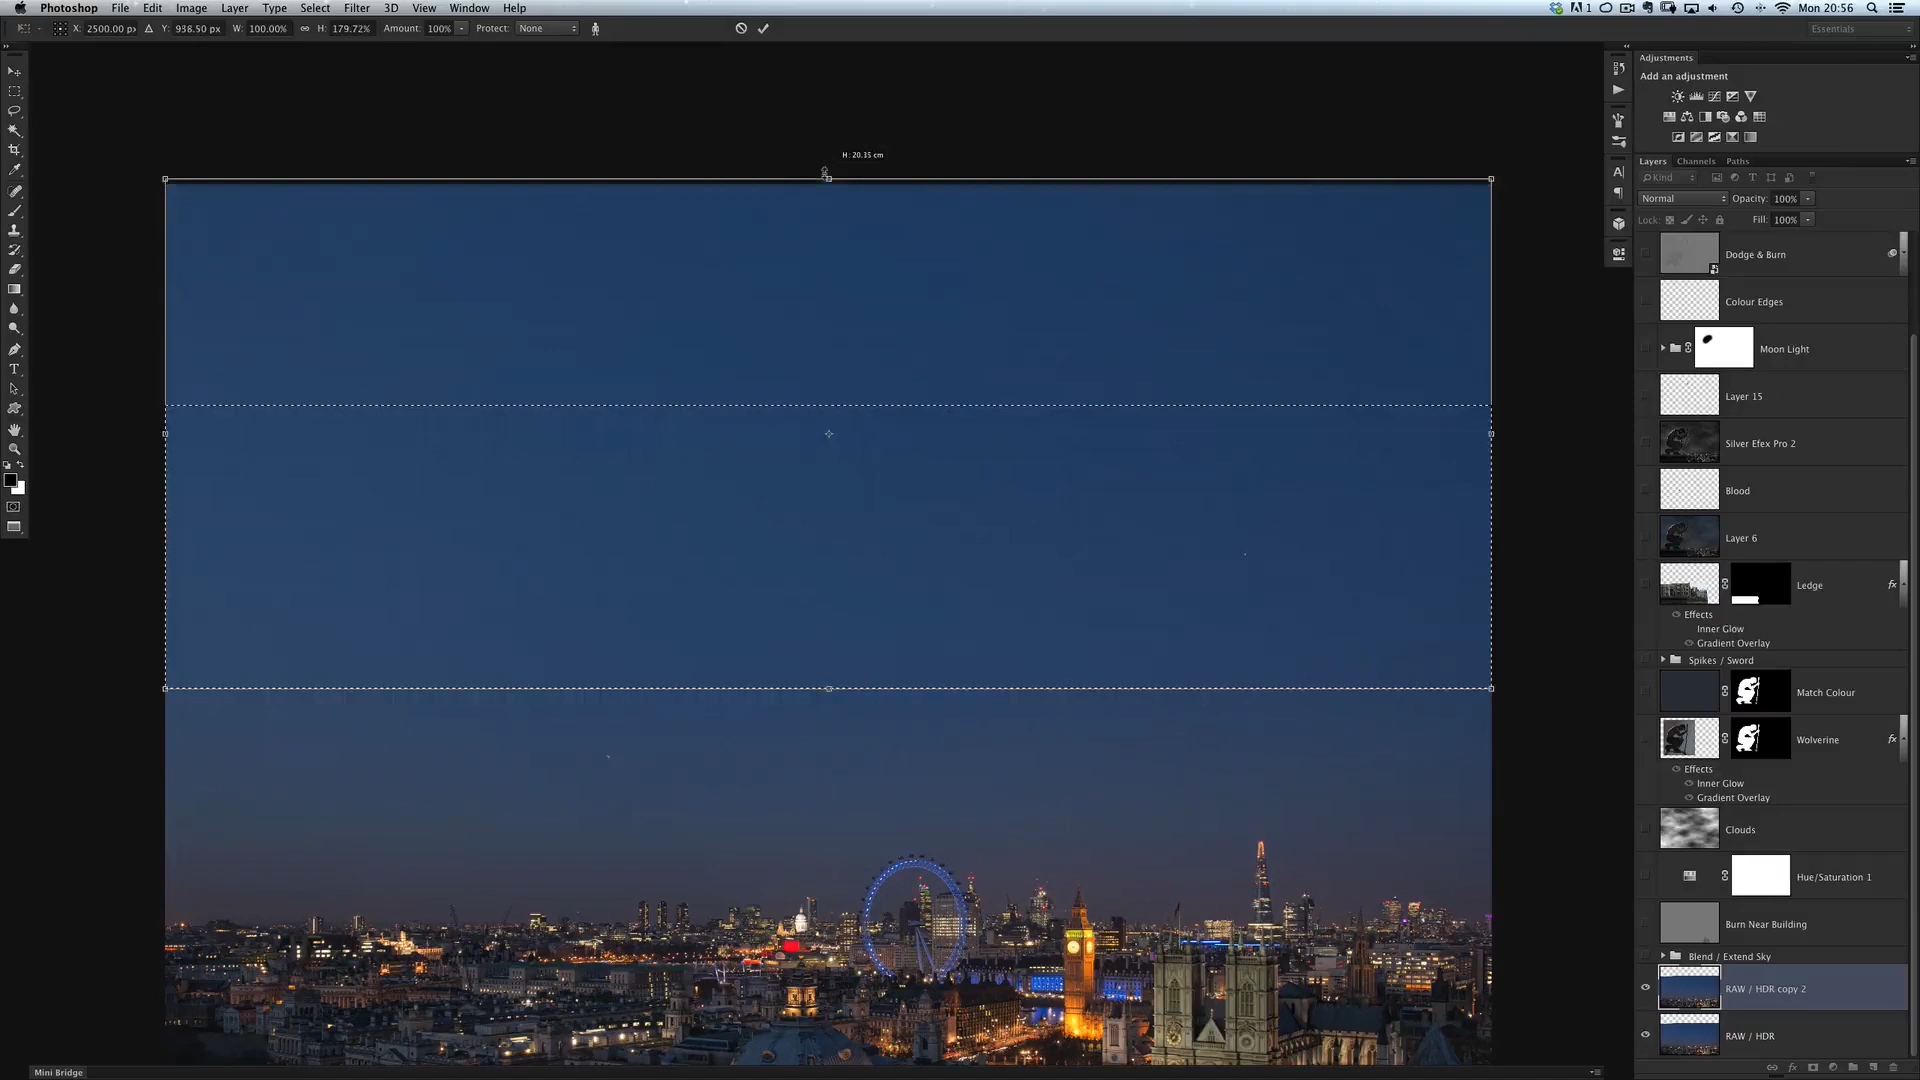 Photoshop File Edit Image Layer Type Select Filter 3D View Window Help 1 Mon 20:56
X: 2500.00 px Y: 938.50 px W: 100.00% H: 179.72% Amount: 100% Protect: None Essentials
Adjustments
Add an adjustment
H: 20.35 cm
Layers Channels Paths
Kind
Normal Opacity: 100%
Lock: Fill: 100%
Dodge & Burn
Colour Edges
Moon Light
Layer 15
Silver Efex Pro 2
Blood
Layer 6
Ledge fx
Effects
Inner Glow
Gradient Overlay
Spikes / Sword
Match Colour
Wolverine fx
Effects
Inner Glow
Gradient Overlay
Clouds
Hue/Saturation 1
Burn Near Building
Blend / Extend Sky
RAW / HDR copy 2
RAW / HDR
Mini Bridge